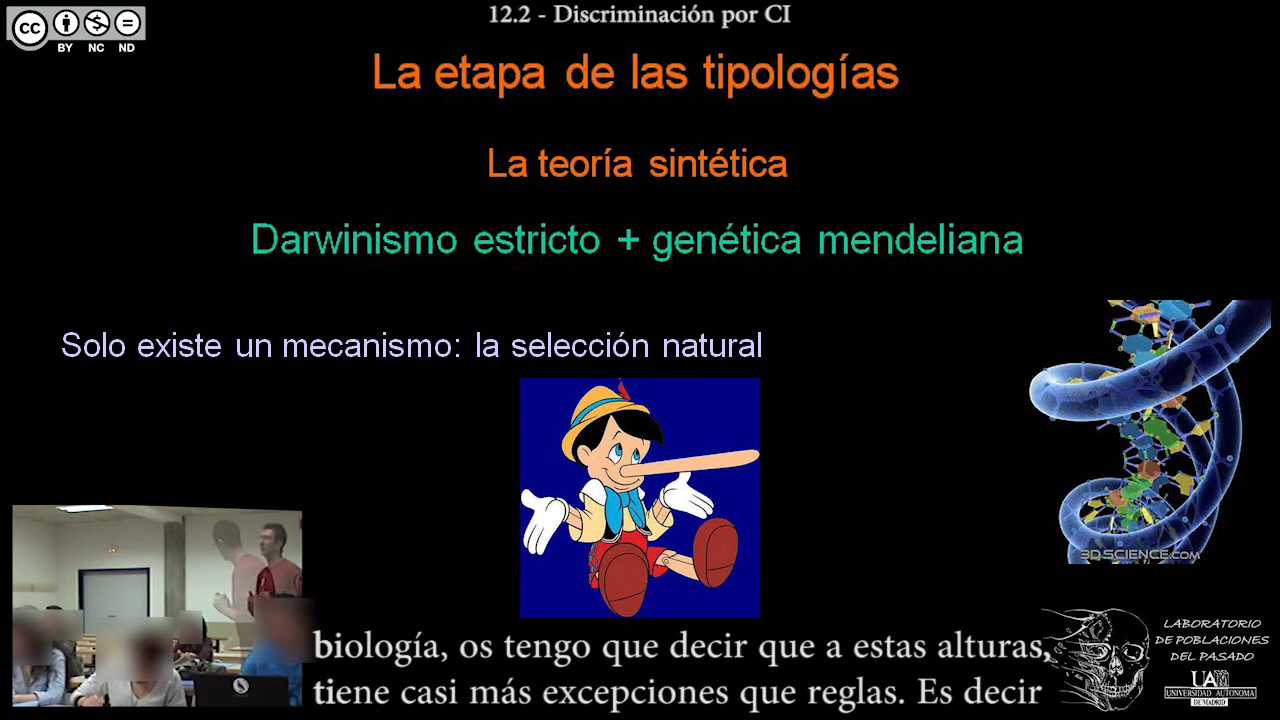 12.2 - Discriminación por CI
cc
BY NC ND
La etapa de las tipologías
La teoría sintética
Darwinismo estricto + genética mendeliana
Solo existe un mecanismo: la selección natural
3DSCIENCE.COM
biología, os tengo que decir que a estas alturas,
tiene casi más excepciones que reglas. Es decir
LABORATORIO
DE POBLACIONES
DEL PASADO
UAM
UNIVERSIDAD AUTONOMA
DE MADRID